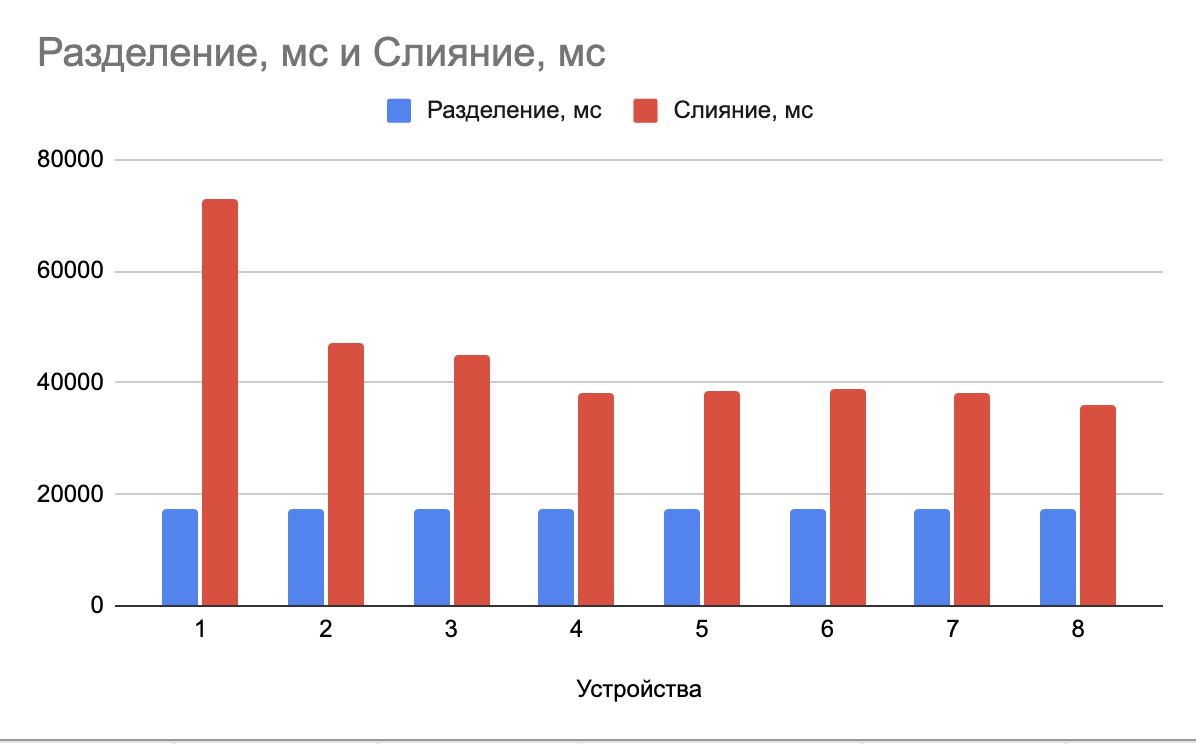 Разделение, мс и Слияние, мс
Разделение, мс Слияние, мс
80000
60000
40000
20000
0
1 2 3 4 5 6 7 8
Устройства